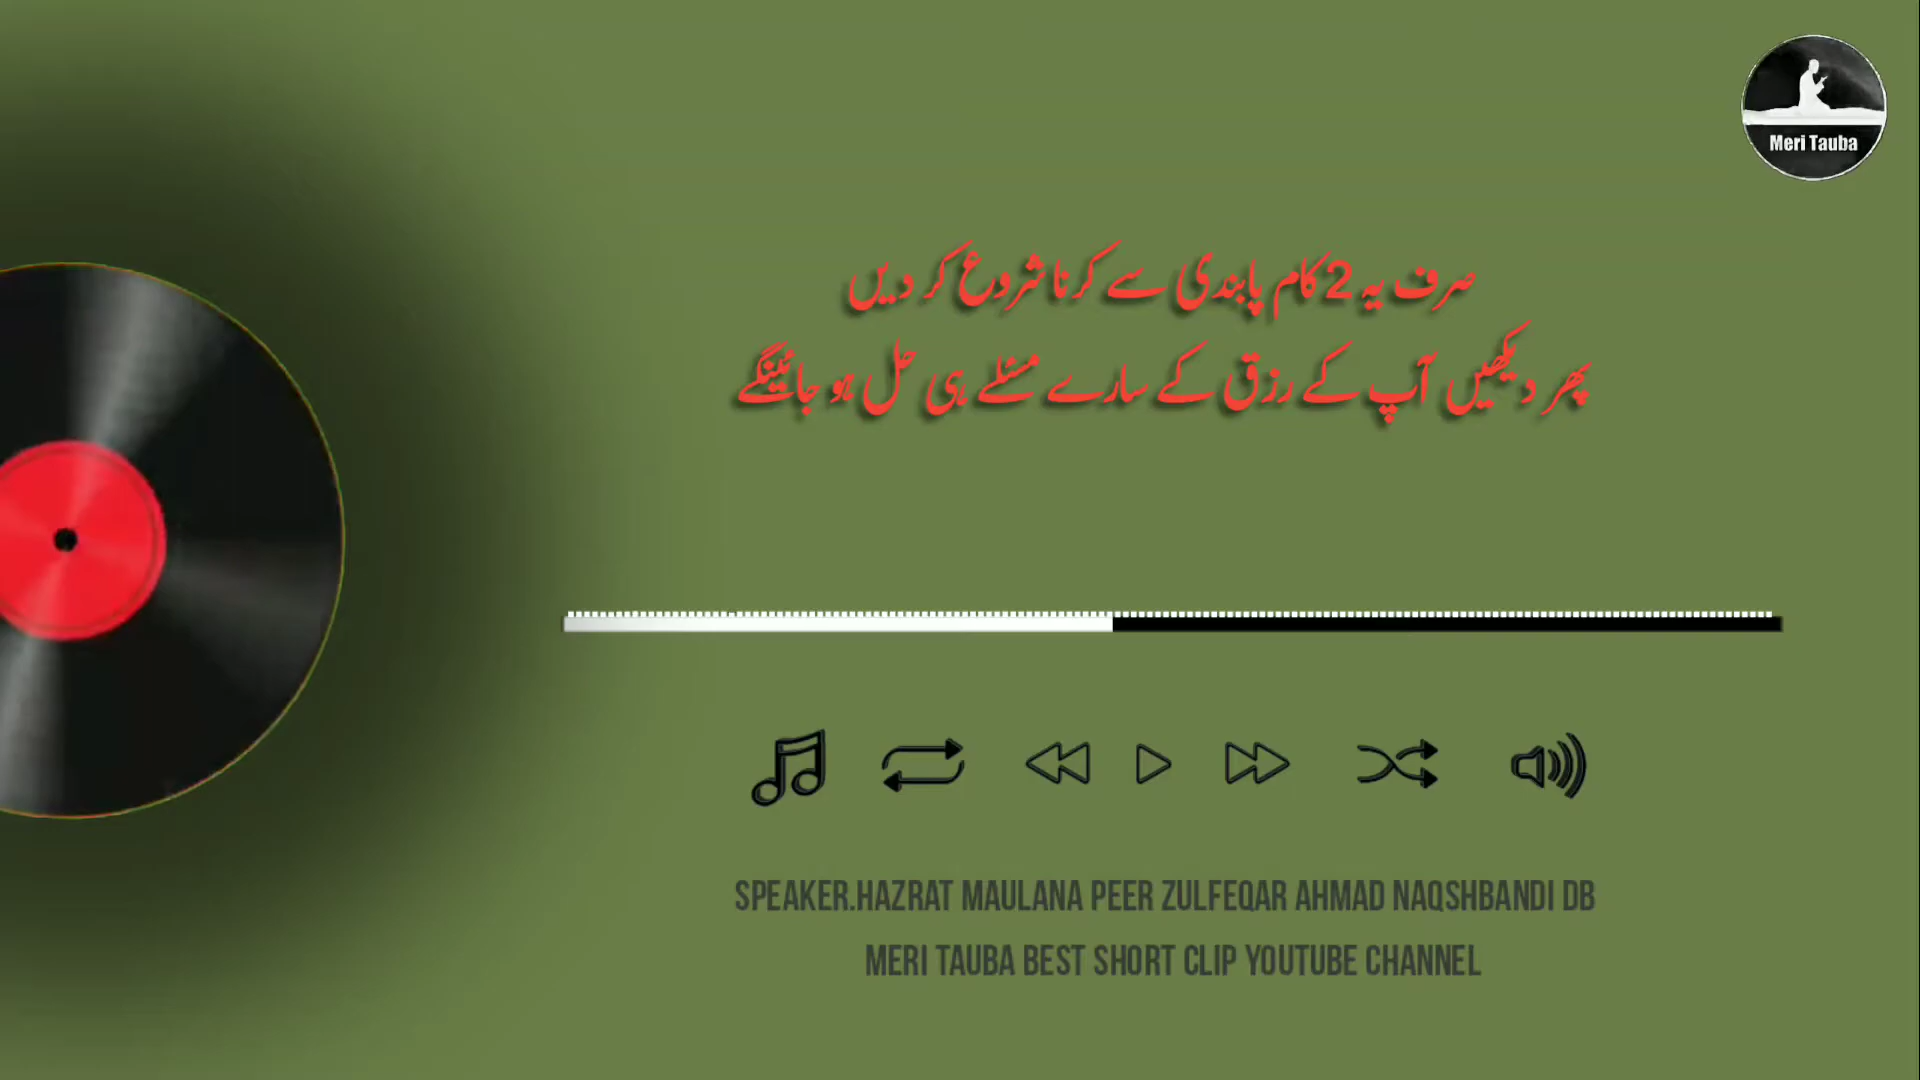 Meri Tauba
صرف یہ 2 کام پابندی سے کرنا شروع کر دیں
پھر دیکھیں آپ کے رزق کے سارے مسئلے ہی حل ہو جائینگے
SPEAKER.HAZRAT MAULANA PEER ZULFEQAR AHMAD NAQSHBANDI DB
MERI TAUBA BEST SHORT CLIP YOUTUBE CHANNEL